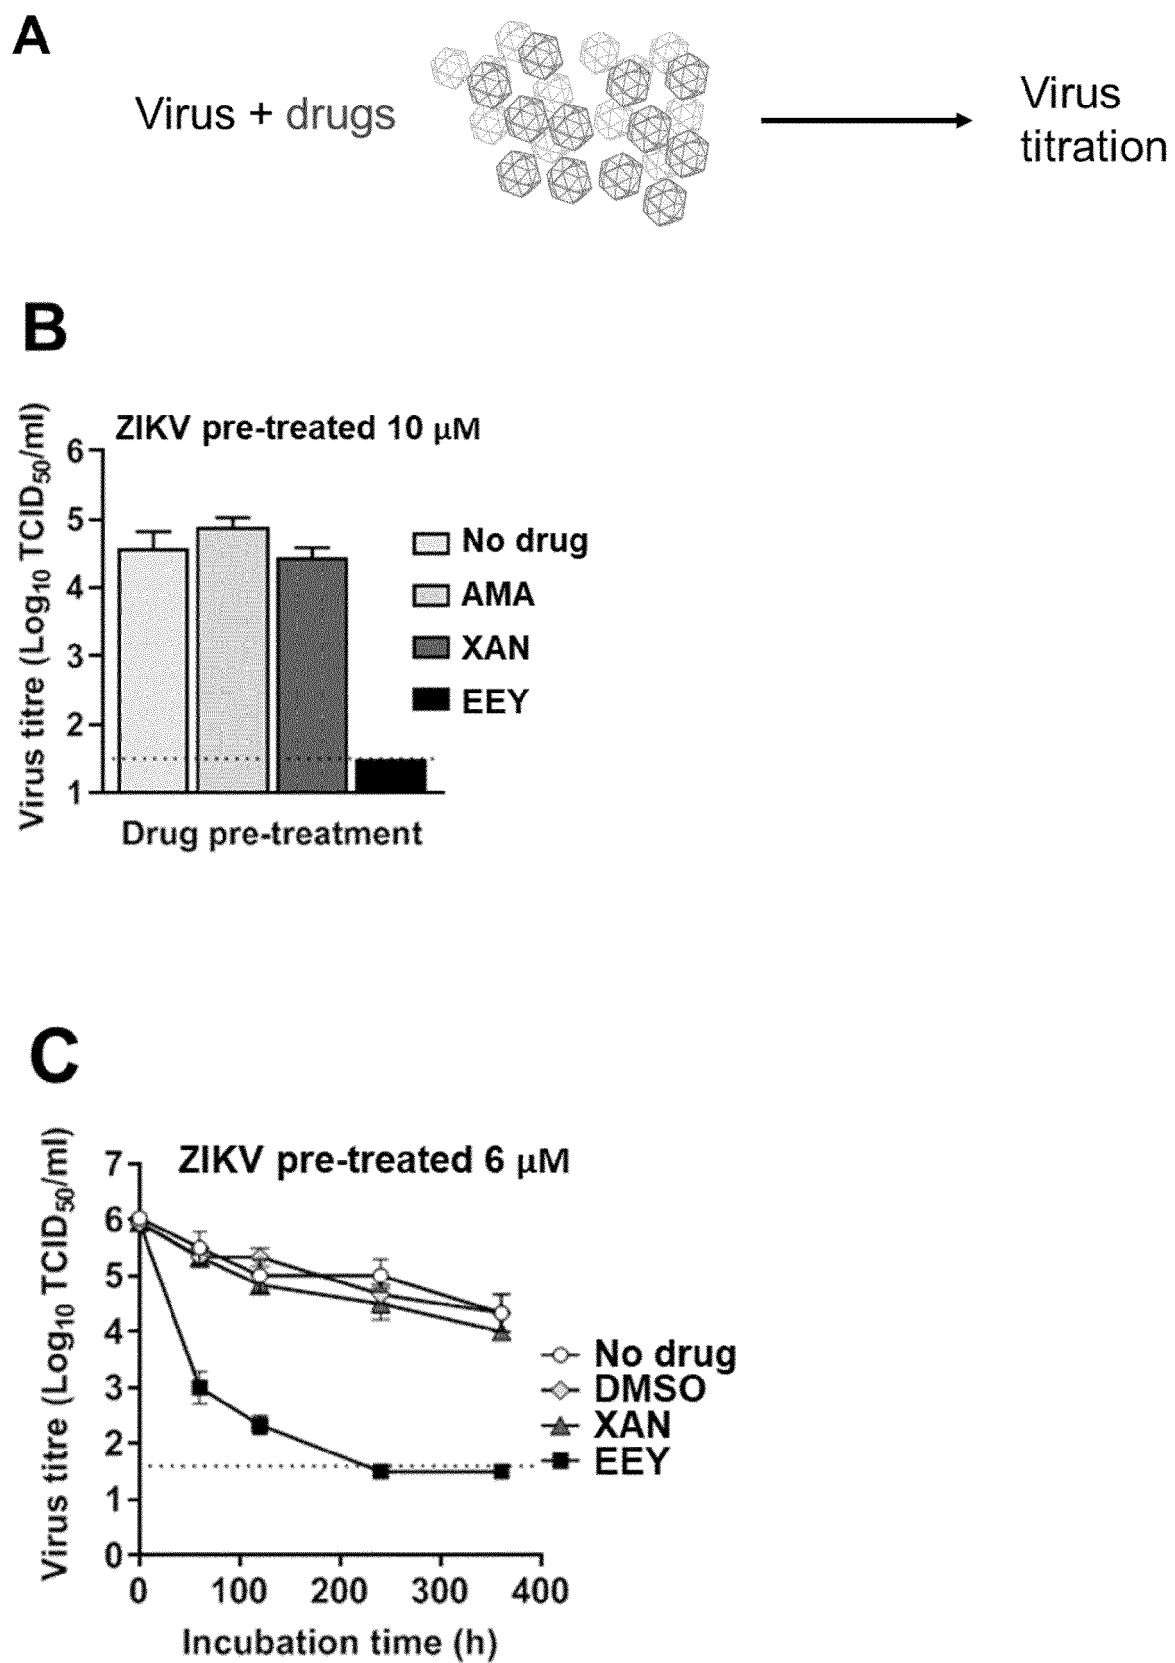 A
Virus + drugs
Virus
titration
B
ZIKV pre-treated 10 μM
Virus titre (Log10 TCID50/ml)
6
5
4
3
2
1
No drug
AMA
XAN
EEY
Drug pre-treatment
C
ZIKV pre-treated 6 μM
Virus titre (Log10 TCID50/ml)
7
6
5
4
3
2
1
0
No drug
DMSO
XAN
EEY
0 100 200 300 400
Incubation time (h)